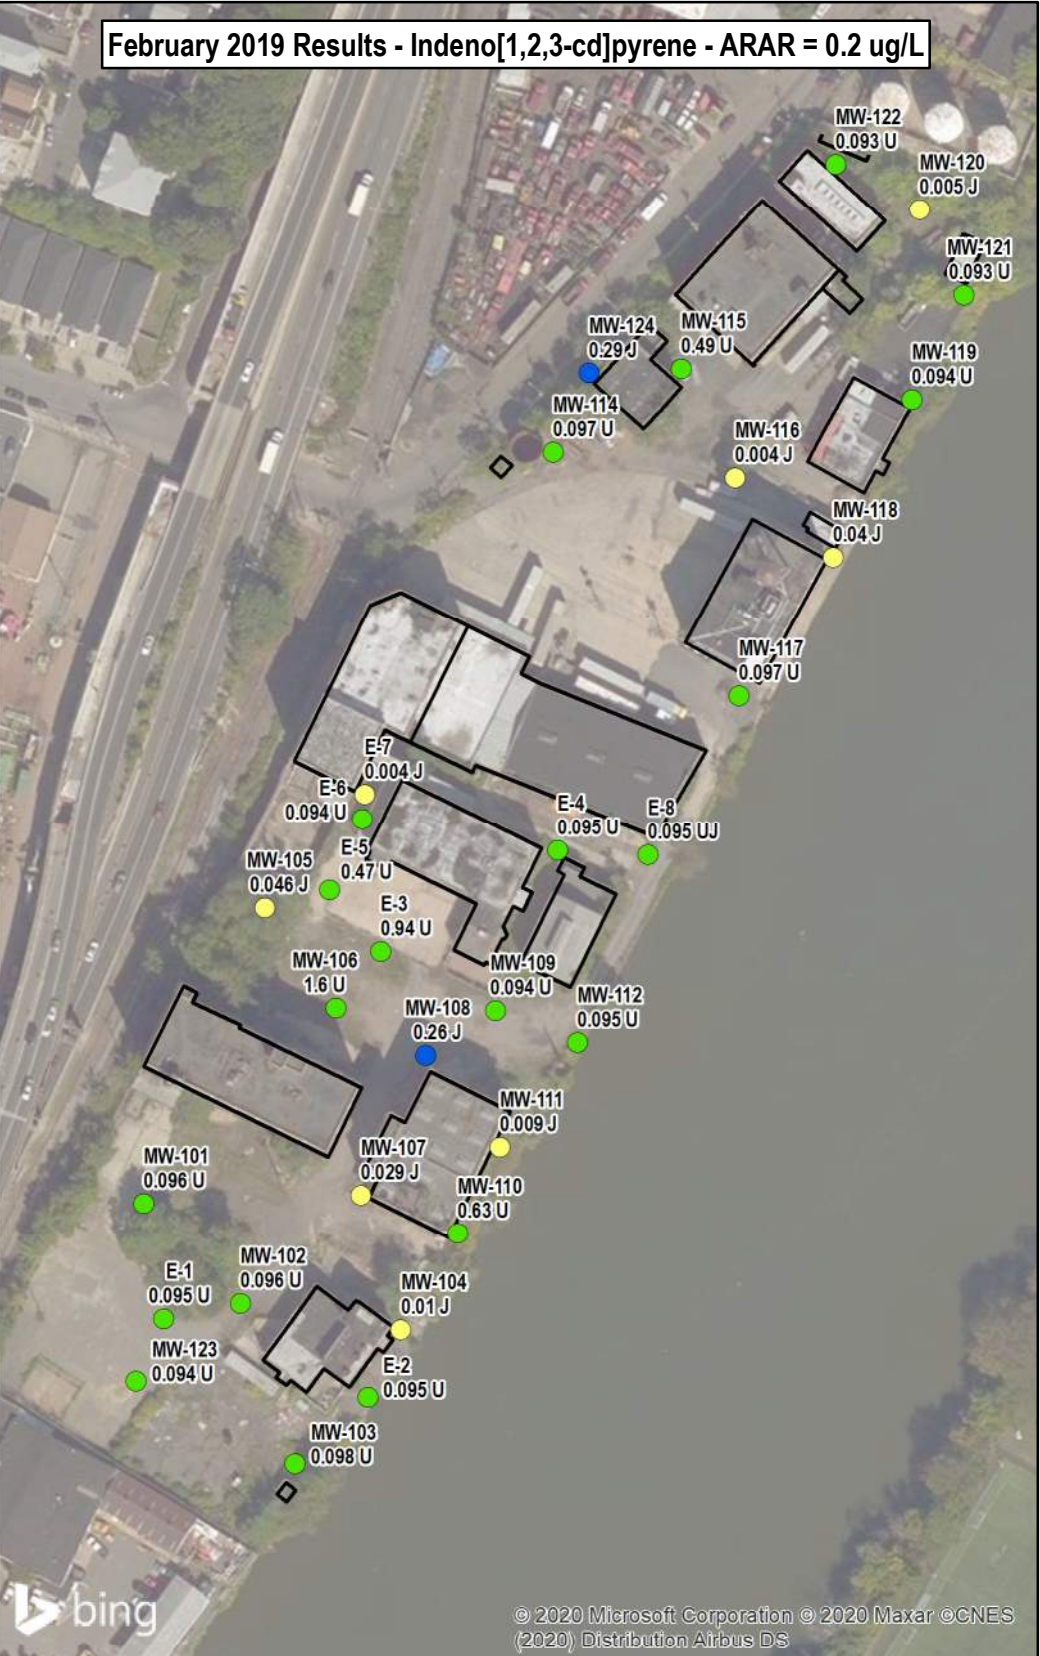 February 2019 Results - Indeno[1,2,3-cd]pyrene - ARAR = 0.2 ug/L
MW-122
0.093 U
MW-120
0.005 J
MW-121
0.093 U
MW-124
0.29 J
MW-115
0.49 U
MW-119
0.094 U
MW-114
0.097 U
MW-116
0.004 J
MW-118
0.04 J
MW-117
0.097 U
E-7
0.004 J
E-6
0.094 U
E-4
0.095 U
E-8
0.095 UJ
E-5
0.47 U
MW-105
0.046 J
E-3
0.94 U
MW-106
1.6 U
MW-109
0.094 U
MW-112
0.095 U
MW-108
0.26 J
MW-111
0.009 J
MW-107
0.029 J
MW-101
0.096 U
MW-110
0.63 U
MW-102
0.096 U
E-1
0.095 U
MW-104
0.01 J
MW-123
0.094 U
E-2
0.095 U
MW-103
0.098 U
bing
© 2020 Microsoft Corporation © 2020 Maxar ©CNES
(2020) Distribution Airbus DS